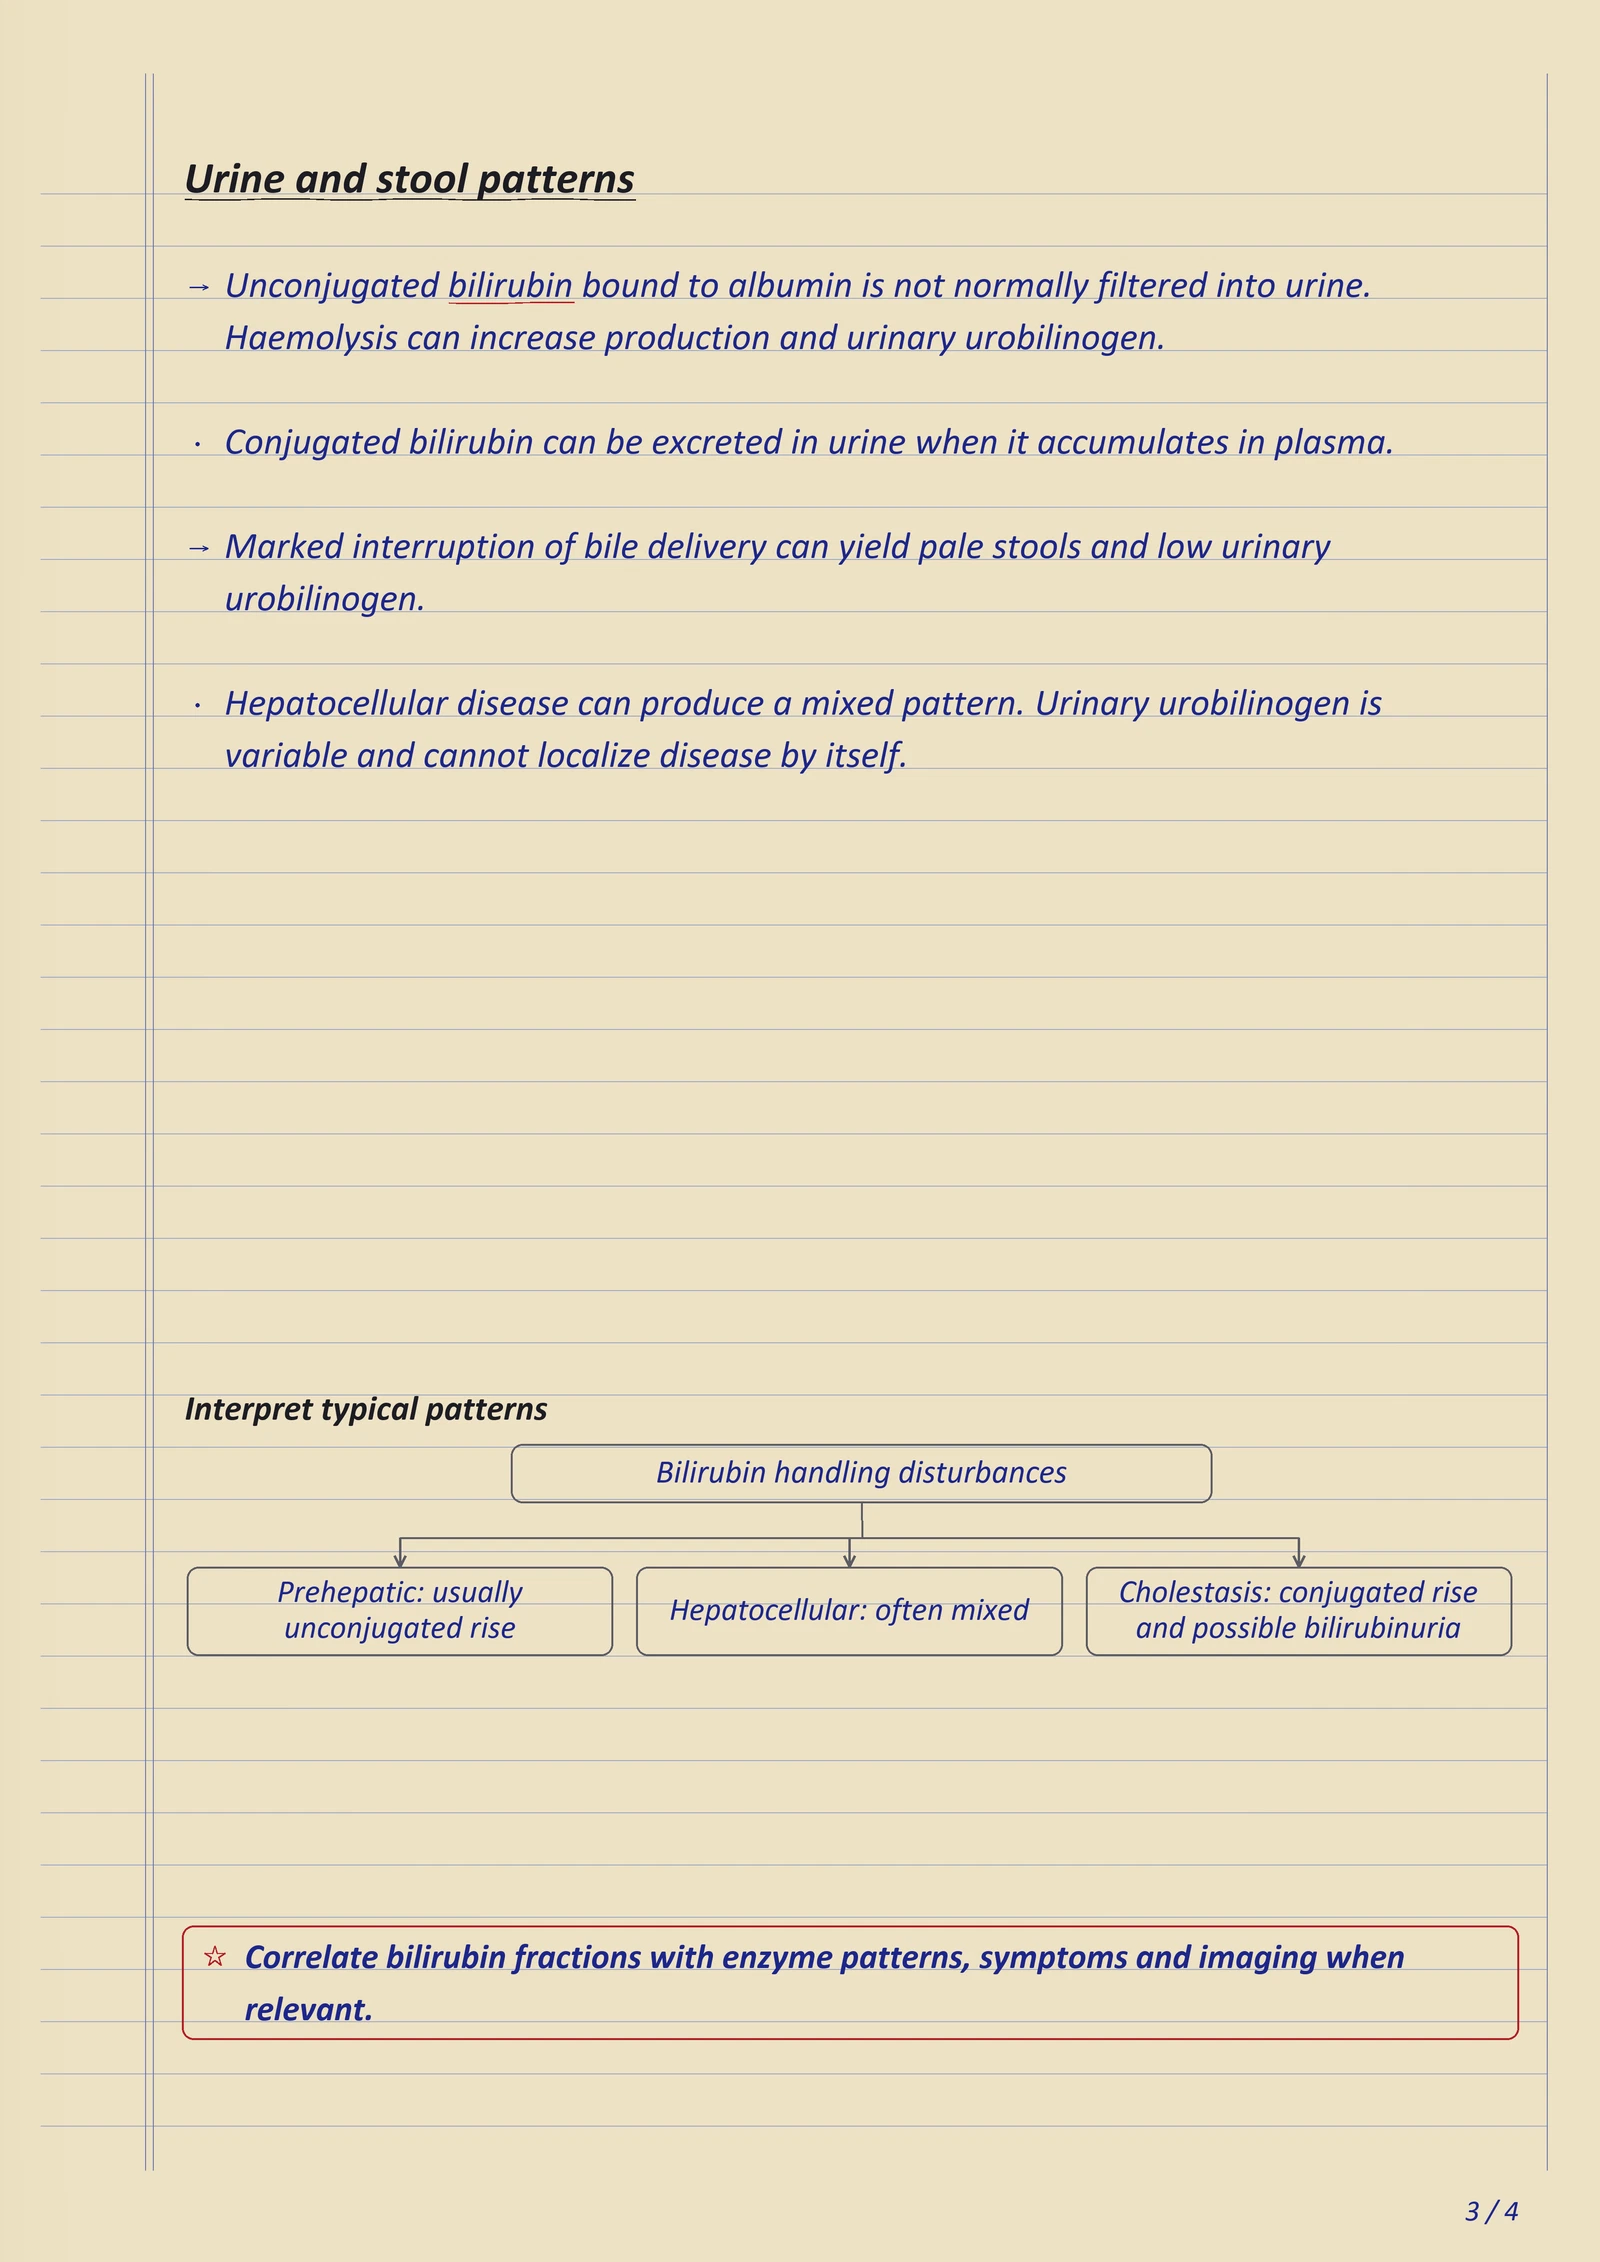 Urine and stool patterns
→ Unconjugated bilirubin bound to albumin is not normally filtered into urine.
Haemolysis can increase production and urinary urobilinogen.
· Conjugated bilirubin can be excreted in urine when it accumulates in plasma.
→ Marked interruption of bile delivery can yield pale stools and low urinary
urobilinogen.
· Hepatocellular disease can produce a mixed pattern. Urinary urobilinogen is
variable and cannot localize disease by itself.
Interpret typical patterns
Bilirubin handling disturbances
Prehepatic: usually
unconjugated rise
Hepatocellular: often mixed
Cholestasis: conjugated rise
and possible bilirubinuria
☆ Correlate bilirubin fractions with enzyme patterns, symptoms and imaging when
relevant.
3 / 4